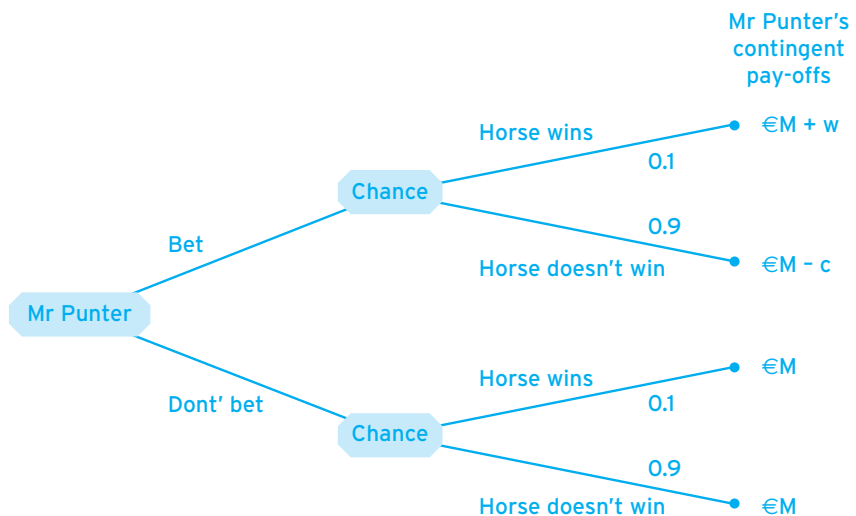 Mr Punter's
contingent
pay-offs
Horse wins
€M + w
0.1
Chance
0.9
Bet
Horse doesn't win
€M - c
Mr Punter
Horse wins
€M
0.1
Dont' bet
Chance
0.9
Horse doesn't win
€M